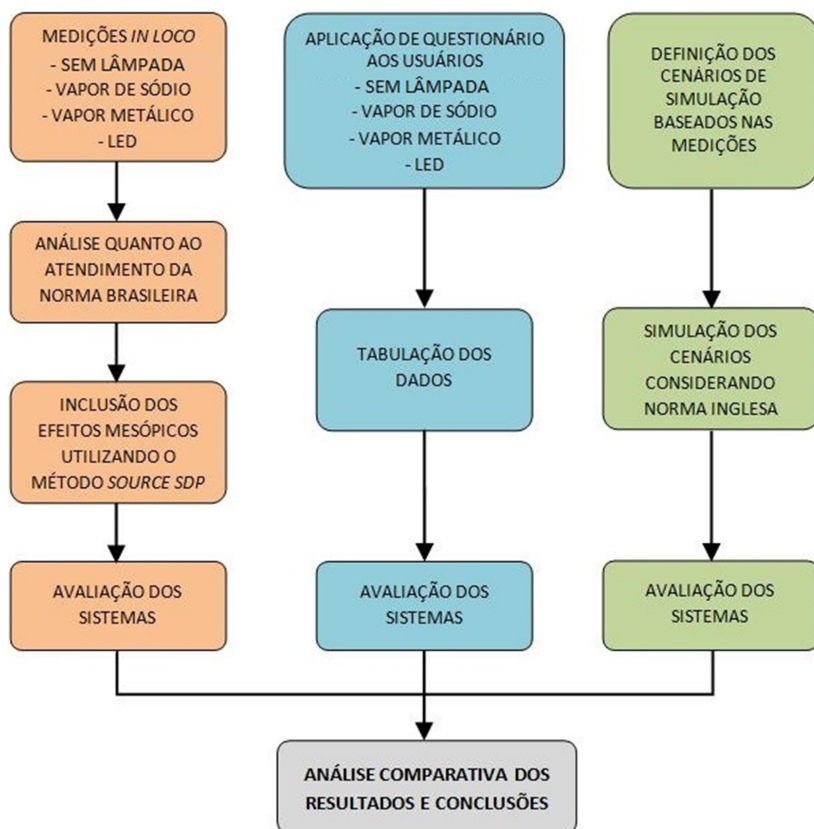 MEDIÇÕES IN LOCO
- SEM LÂMPADA
- VAPOR DE SÓDIO
- VAPOR METÁLICO
- LED
ANÁLISE QUANTO AO
ATENDIMENTO DA
NORMA BRASILEIRA
INCLUSÃO DOS
EFEITOS MESÓPICOS
UTILIZANDO O
MÉTODO SOURCE SDP
AVALIAÇÃO DOS
SISTEMAS
APLICAÇÃO DE QUESTIONÁRIO
AOS USUÁRIOS
- SEM LÂMPADA
- VAPOR DE SÓDIO
- VAPOR METÁLICO
- LED
TABULAÇÃO DOS
DADOS
AVALIAÇÃO DOS
SISTEMAS
DEFINIÇÃO DOS
CENÁRIOS DE
SIMULAÇÃO
BASEADOS NAS
MEDIÇÕES
SIMULAÇÃO DOS
CENÁRIOS
CONSIDERANDO
NORMA INGLESA
AVALIAÇÃO DOS
SISTEMAS
ANÁLISE COMPARATIVA DOS
RESULTADOS E CONCLUSÕES